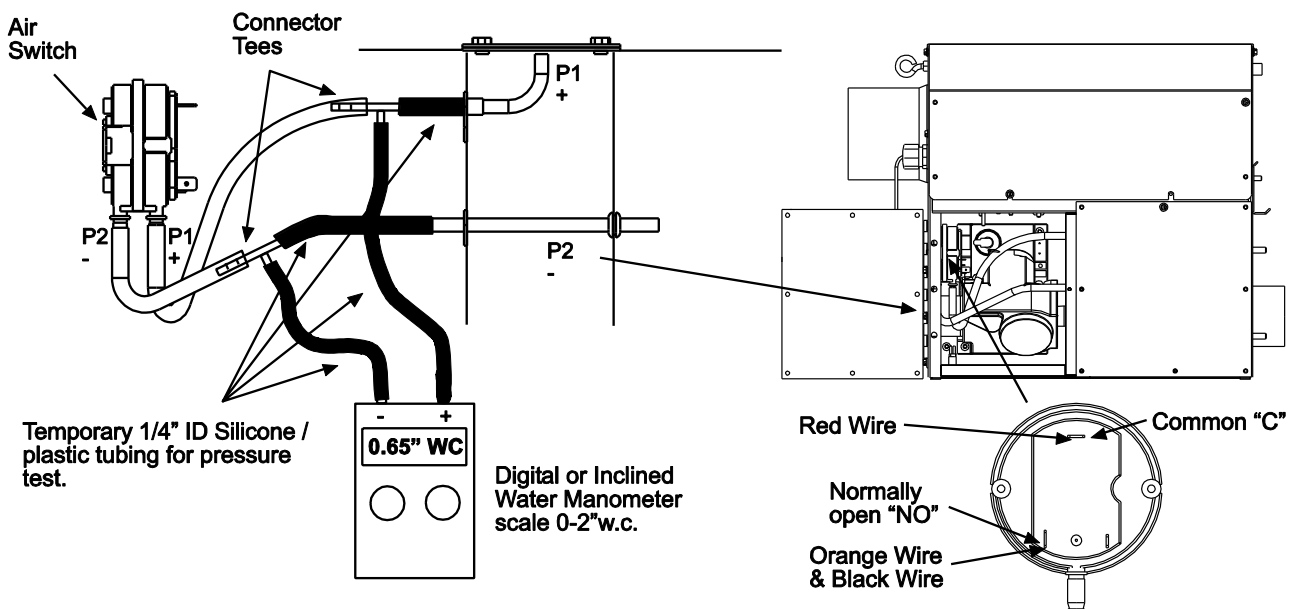 Air
Switch
Connector
Tees
P1
+
P2
-
P1
+
P2
-
Temporary 1/4” ID Silicone /
plastic tubing for pressure
test.
- +
0.65” WC
Digital or Inclined
Water Manometer
scale 0-2”w.c.
Red Wire
Common “C”
Normally
open “NO”
Orange Wire
& Black Wire